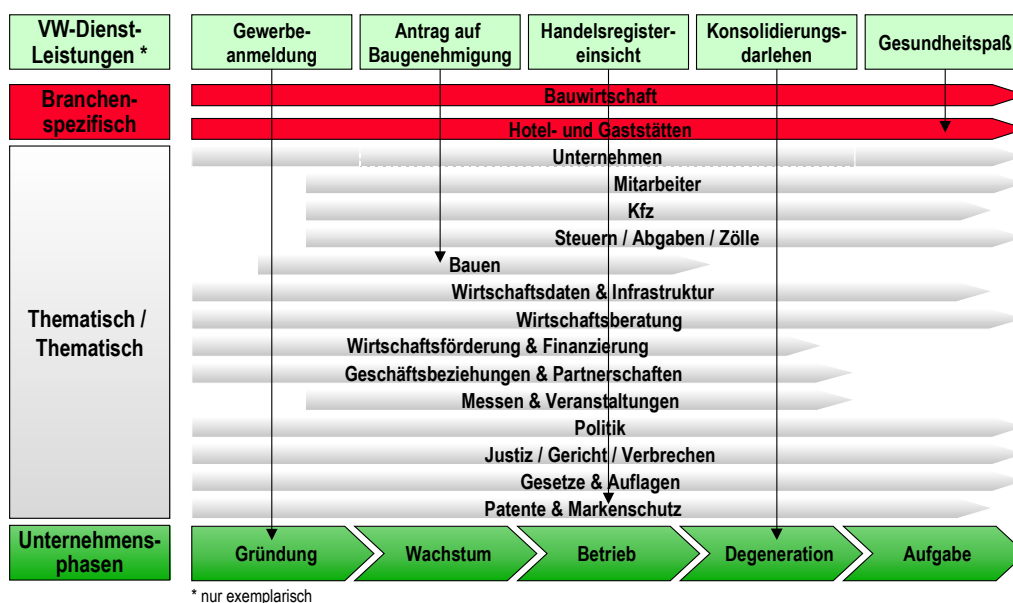 VW-Dienst-
Leistungen *
Gewerbe-
anmeldung
Antrag auf
Baugenehmigung
Handelsregister-
einsicht
Konsolidierungs-
darlehen
Gesundheitspaß
Branchen-
spezifisch
Bauwirtschaft
Hotel- und Gaststätten
Thematisch /
Thematisch
Unternehmen
Mitarbeiter
Kfz
Steuern / Abgaben / Zölle
Bauen
Wirtschaftsdaten & Infrastruktur
Wirtschaftsberatung
Wirtschaftsförderung & Finanzierung
Geschäftsbeziehungen & Partnerschaften
Messen & Veranstaltungen
Politik
Justiz / Gericht / Verbrechen
Gesetze & Auflagen
Patente & Markenschutz
Unternehmens-
phasen
Gründung
Wachstum
Betrieb
Degeneration
Aufgabe
* nur exemplarisch